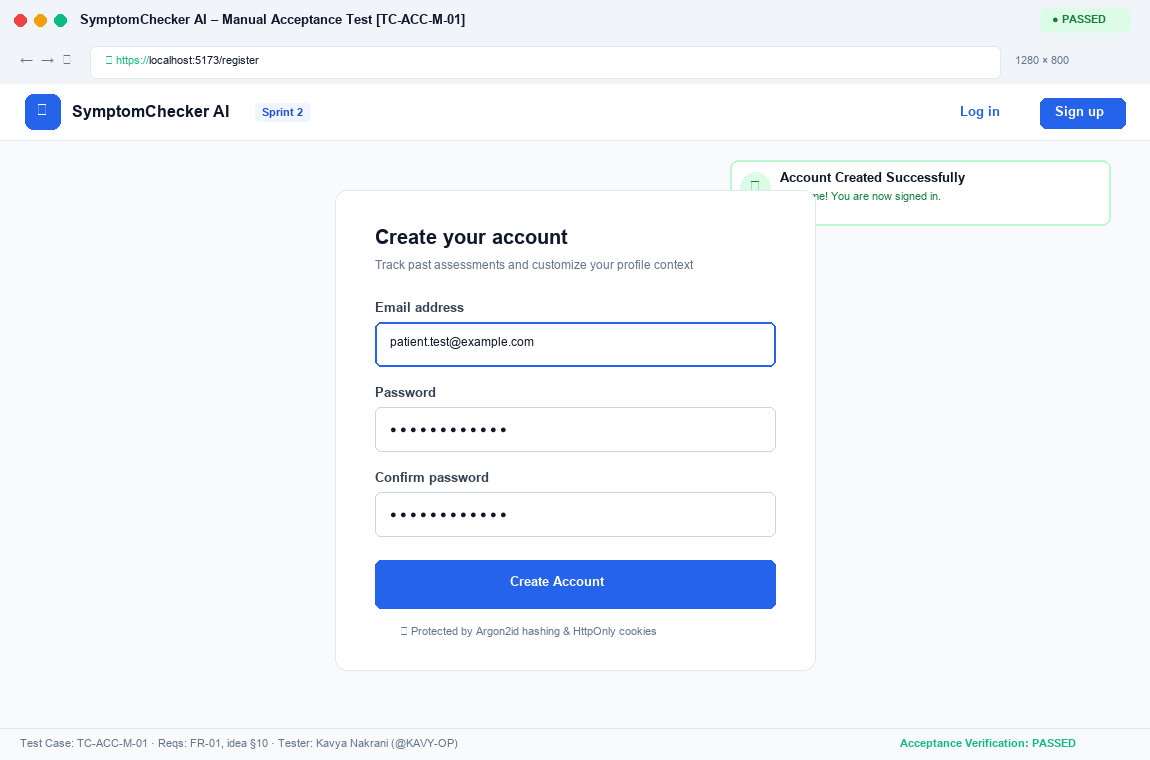 SymptomChecker AI – Manual Acceptance Test [TC-ACC-M-01]
● PASSED
← →
https://localhost:5173/register
1280 × 800
SymptomChecker AI
Sprint 2
Log in
Sign up
Account Created Successfully
You are now signed in.
Create your account
Track past assessments and customize your profile context
Email address
patient.test@example.com
Password
●●●●●●●●●●●●
Confirm password
●●●●●●●●●●●●
Create Account
Protected by Argon2id hashing & HttpOnly cookies
Test Case: TC-ACC-M-01 · Reqs: FR-01, idea §10 · Tester: Kavya Nakrani (@KAVY-OP)
Acceptance Verification: PASSED